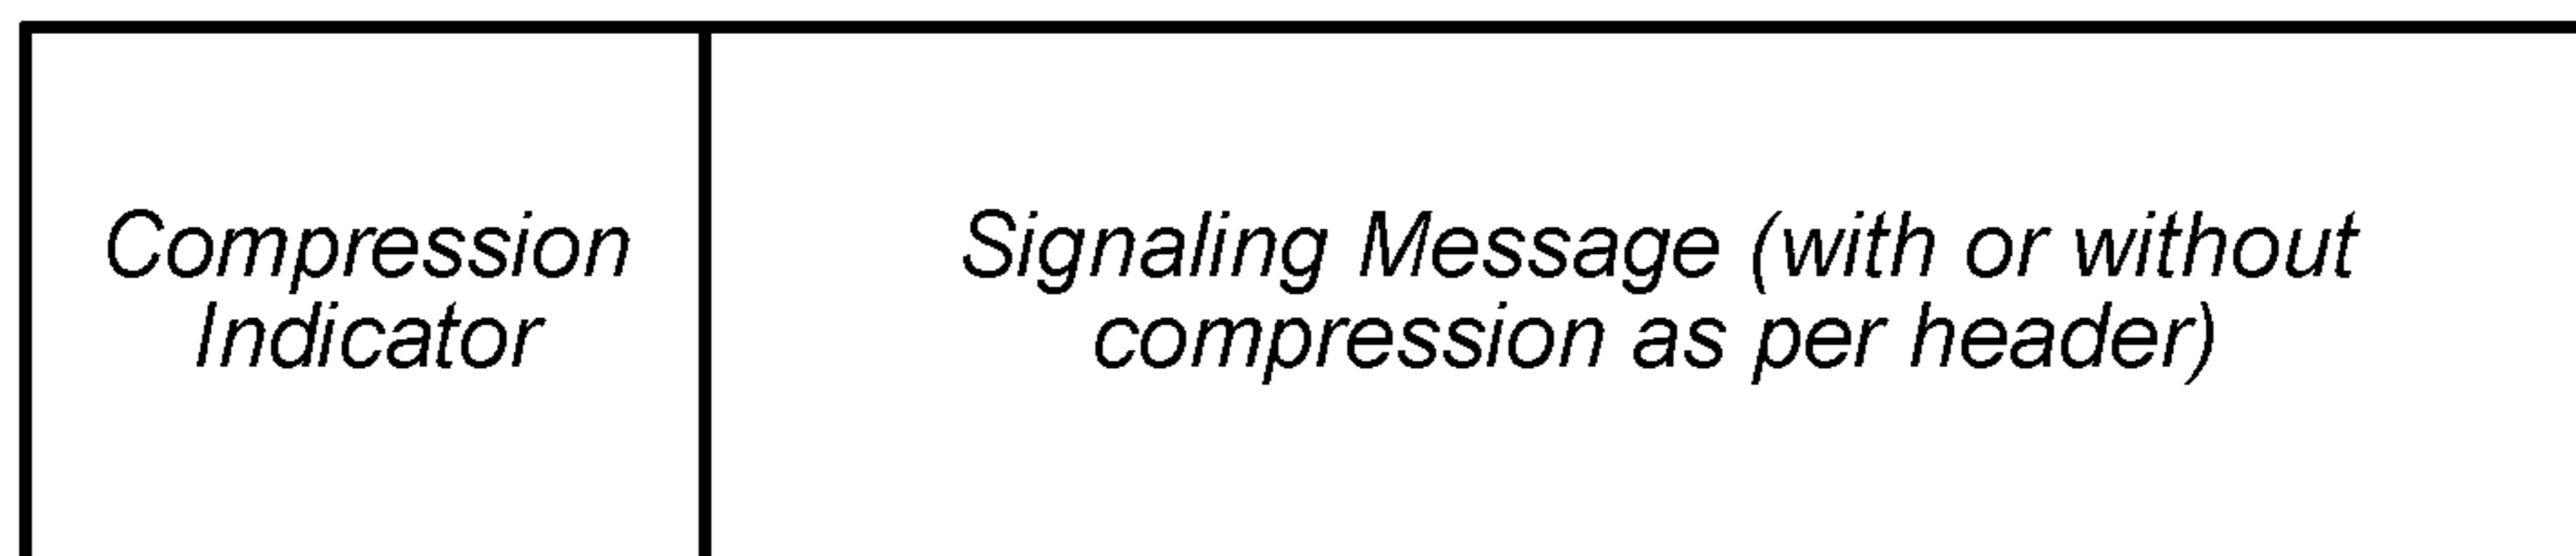 Compression
Indicator
Signaling Message (with or without
compression as per header)